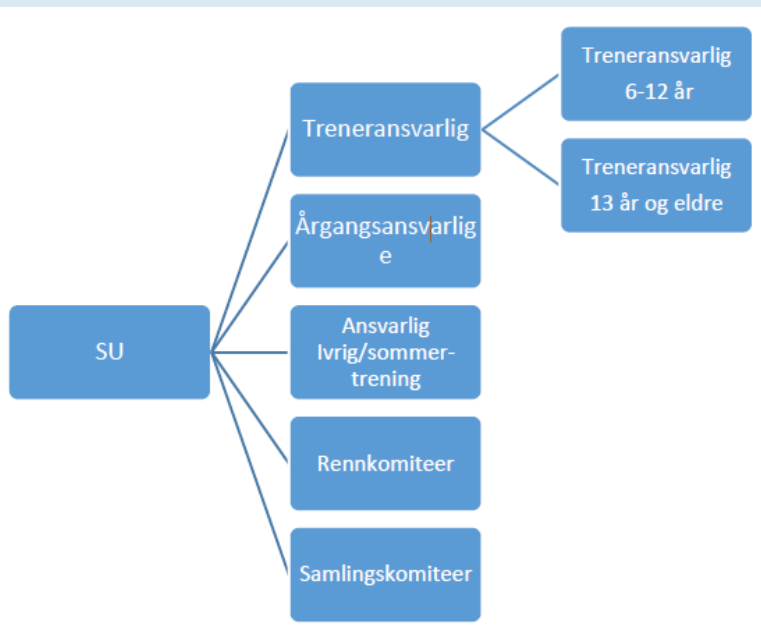 SU
Treneransvarlig
Treneransvarlig
6-12 år
Treneransvarlig
13 år og eldre
Årgangsansvarlig
e
Ansvarlig
Ivrig/sommer-
trening
Rennkomiteer
Samlingskomiteer